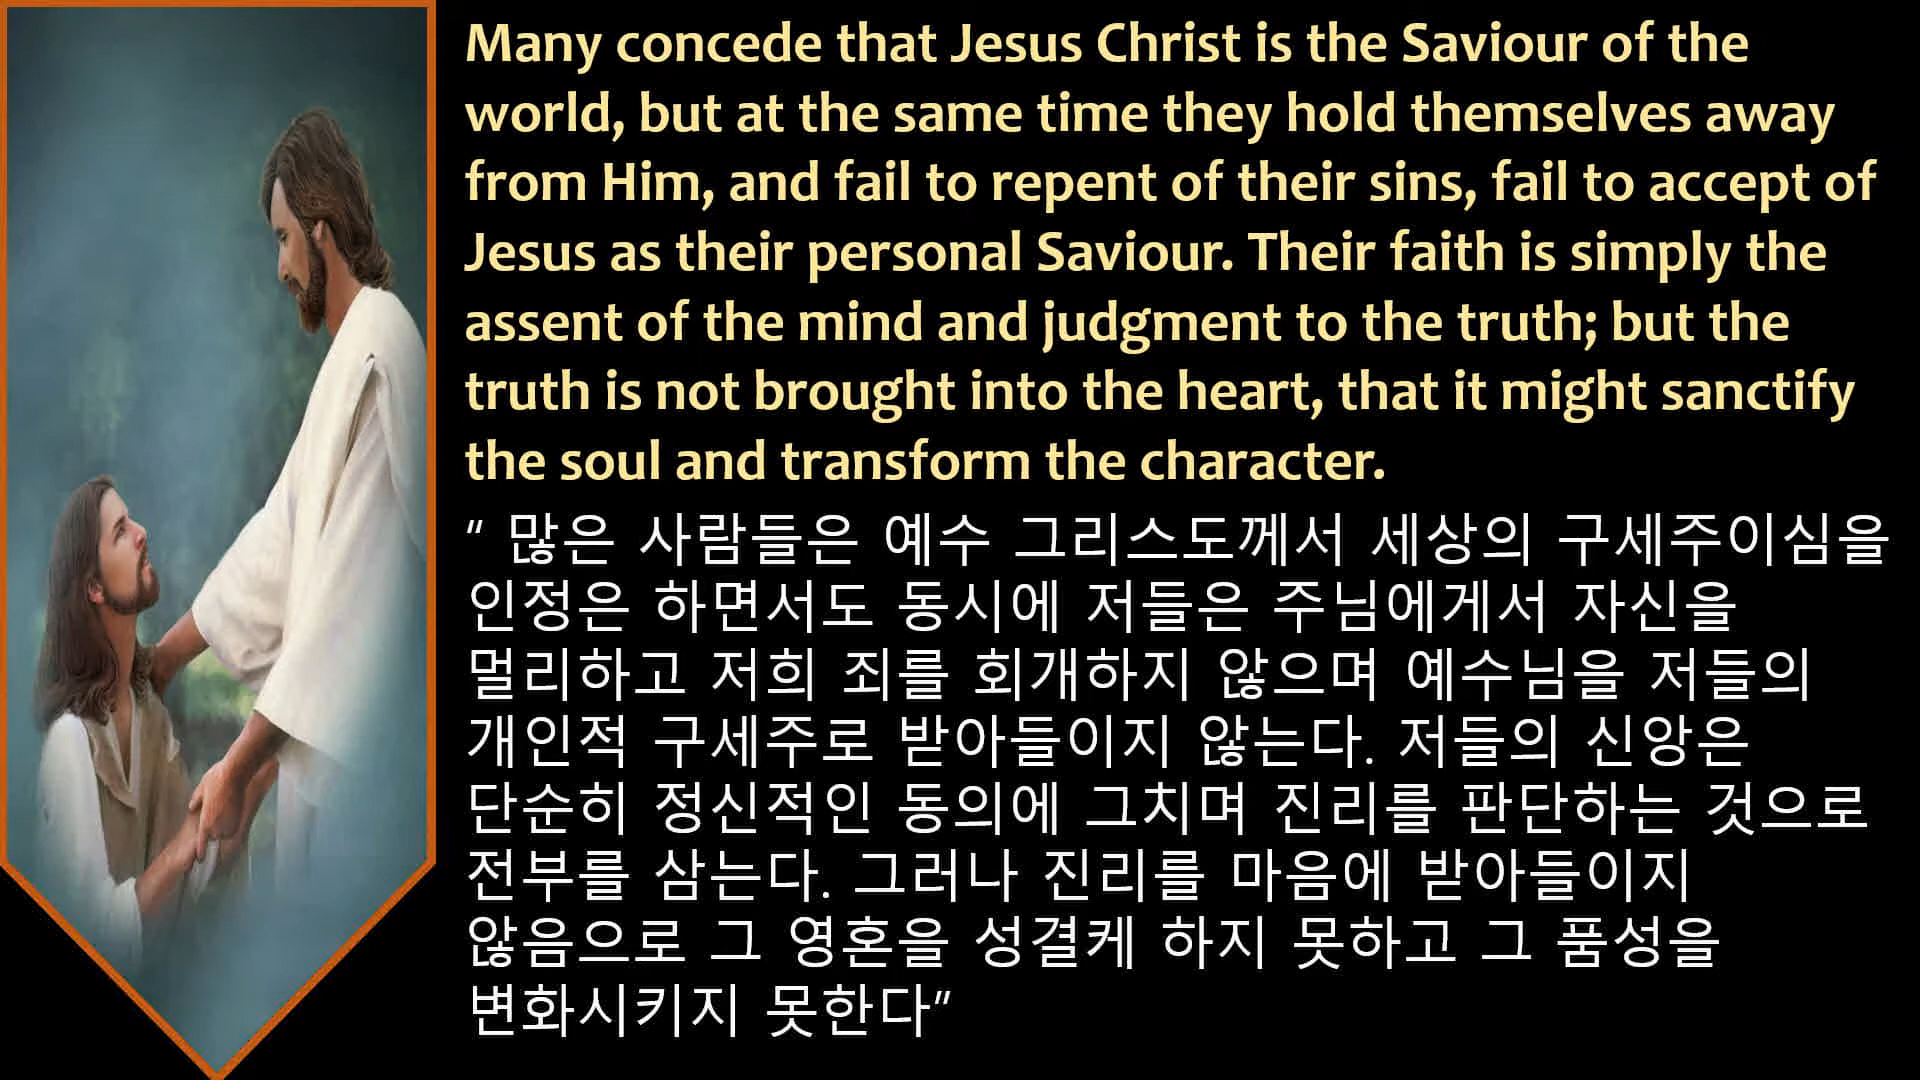 Many concede that Jesus Christ is the Saviour of the
world, but at the same time they hold themselves away
from Him, and fail to repent of their sins, fail to accept of
Jesus as their personal Saviour. Their faith is simply the
assent of the mind and judgment to the truth; but the
truth is not brought into the heart, that it might sanctify
the soul and transform the character.
“ 많은 사람들은 예수 그리스도께서 세상의 구세주이심을
인정은 하면서도 동시에 저들은 주님에게서 자신을
멀리하고 저희 죄를 회개하지 않으며 예수님을 저들의
개인적 구세주로 받아들이지 않는다. 저들의 신앙은
단순히 정신적인 동의에 그치며 진리를 판단하는 것으로
전부를 삼는다. 그러나 진리를 마음에 받아들이지
않음으로 그 영혼을 성결케 하지 못하고 그 품성을
변화시키지 못한다”